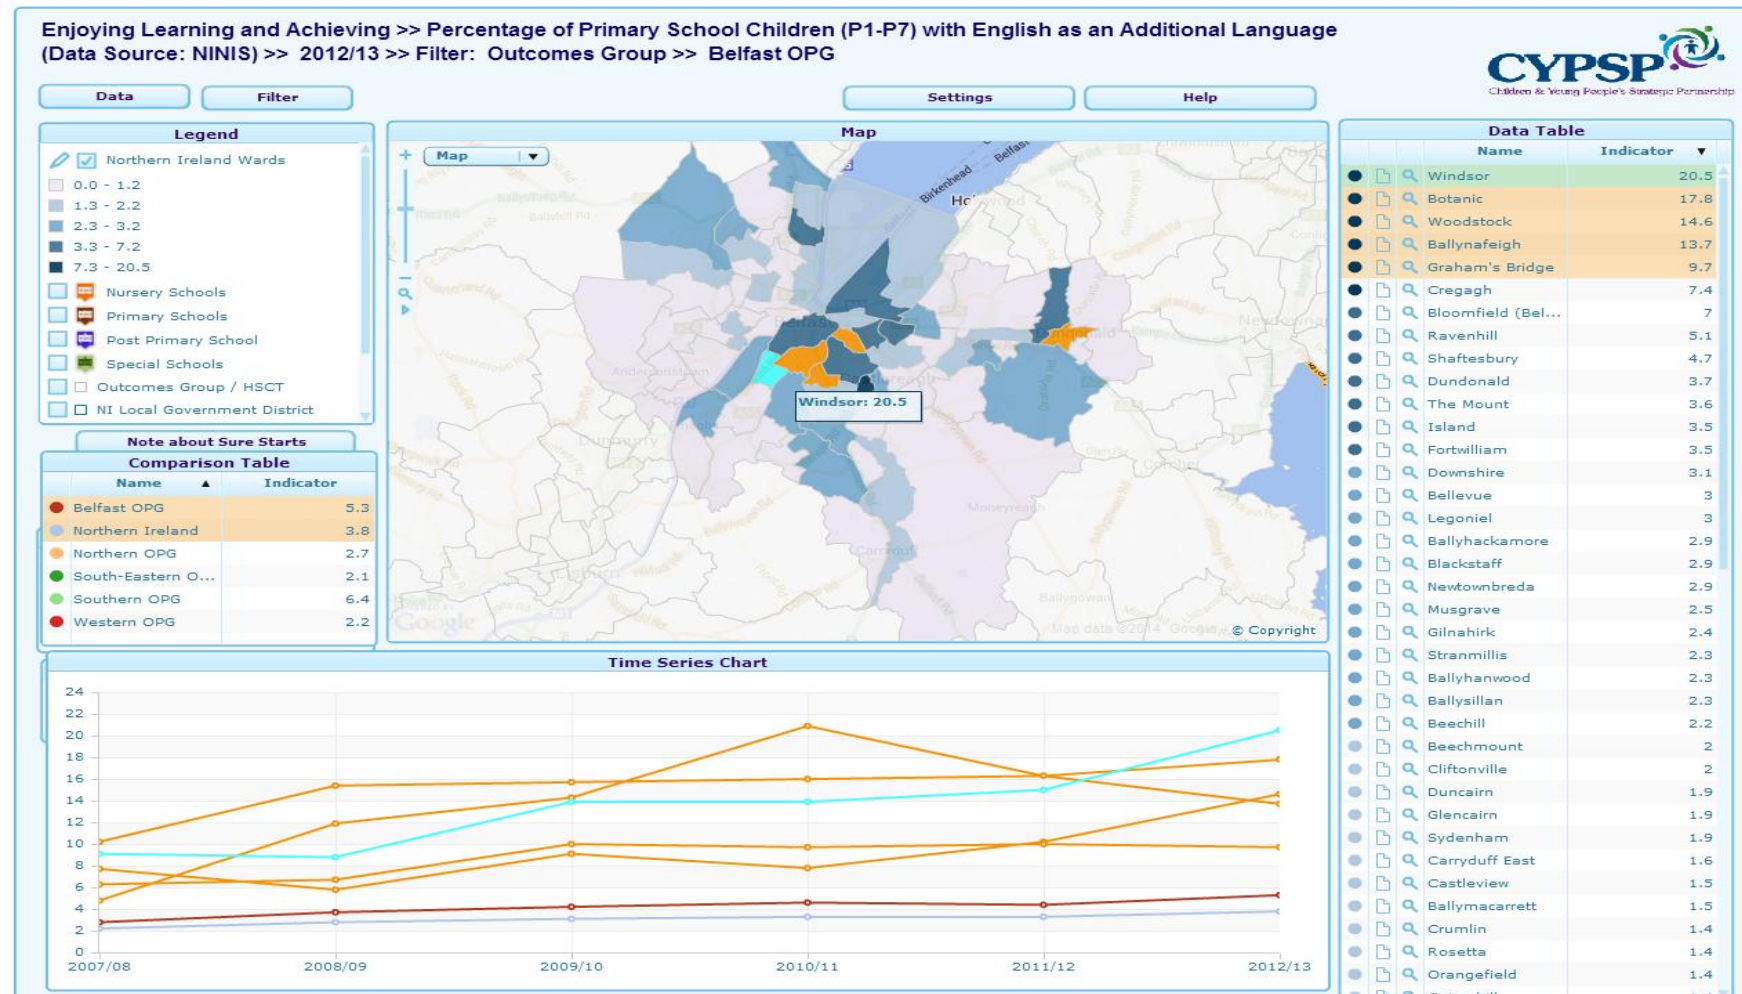 Enjoying Learning and Achieving >> Percentage of Primary School Children (P1-P7) with English as an Additional Language
(Data Source: NINIS) >> 2012/13 >> Filter: Outcomes Group >> Belfast OPG
CYPSP
Children & Young People's Strategic Partnership
Data
Filter
Settings
Help
Legend
Northern Ireland Wards
0.0 - 1.2
1.3 - 2.2
2.3 - 3.2
3.3 - 7.2
7.3 - 20.5
Nursery Schools
Primary Schools
Post Primary School
Special Schools
Outcomes Group / HSCT
NI Local Government District
Note about Sure Starts
Comparison Table
Name Indicator
Belfast OPG 5.3
Northern Ireland 3.8
Northern OPG 2.7
South-Eastern O... 2.1
Southern OPG 6.4
Western OPG 2.2
Map
Map
Birkenhead
Belfast
Andersonstown
Dunmurry
Lisburn
Carryduff
Moneyreagh
Ballygowan
Windsor: 20.5
Google
Map data ©2014 Google
© Copyright
Data Table
Name Indicator
Windsor 20.5
Botanic 17.8
Woodstock 14.6
Ballynafeigh 13.7
Graham's Bridge 9.7
Cregagh 7.4
Bloomfield (Bel... 7
Ravenhill 5.1
Shaftesbury 4.7
Dundonald 3.7
The Mount 3.6
Island 3.5
Fortwilliam 3.5
Downshire 3.1
Bellevue 3
Legoniel 3
Ballyhackamore 2.9
Blackstaff 2.9
Newtownbreda 2.9
Musgrave 2.5
Gilnahirk 2.4
Stranmillis 2.3
Ballyhanwood 2.3
Ballysillan 2.3
Beechill 2.2
Beechmount 2
Cliftonville 2
Duncairn 1.9
Glencairn 1.9
Sydenham 1.9
Carryduff East 1.6
Castleview 1.5
Ballymacarrett 1.5
Crumlin 1.4
Rosetta 1.4
Orangefield 1.4
Time Series Chart
24
22
20
18
16
14
12
10
8
6
4
2
0
2007/08 2008/09 2009/10 2010/11 2011/12 2012/13